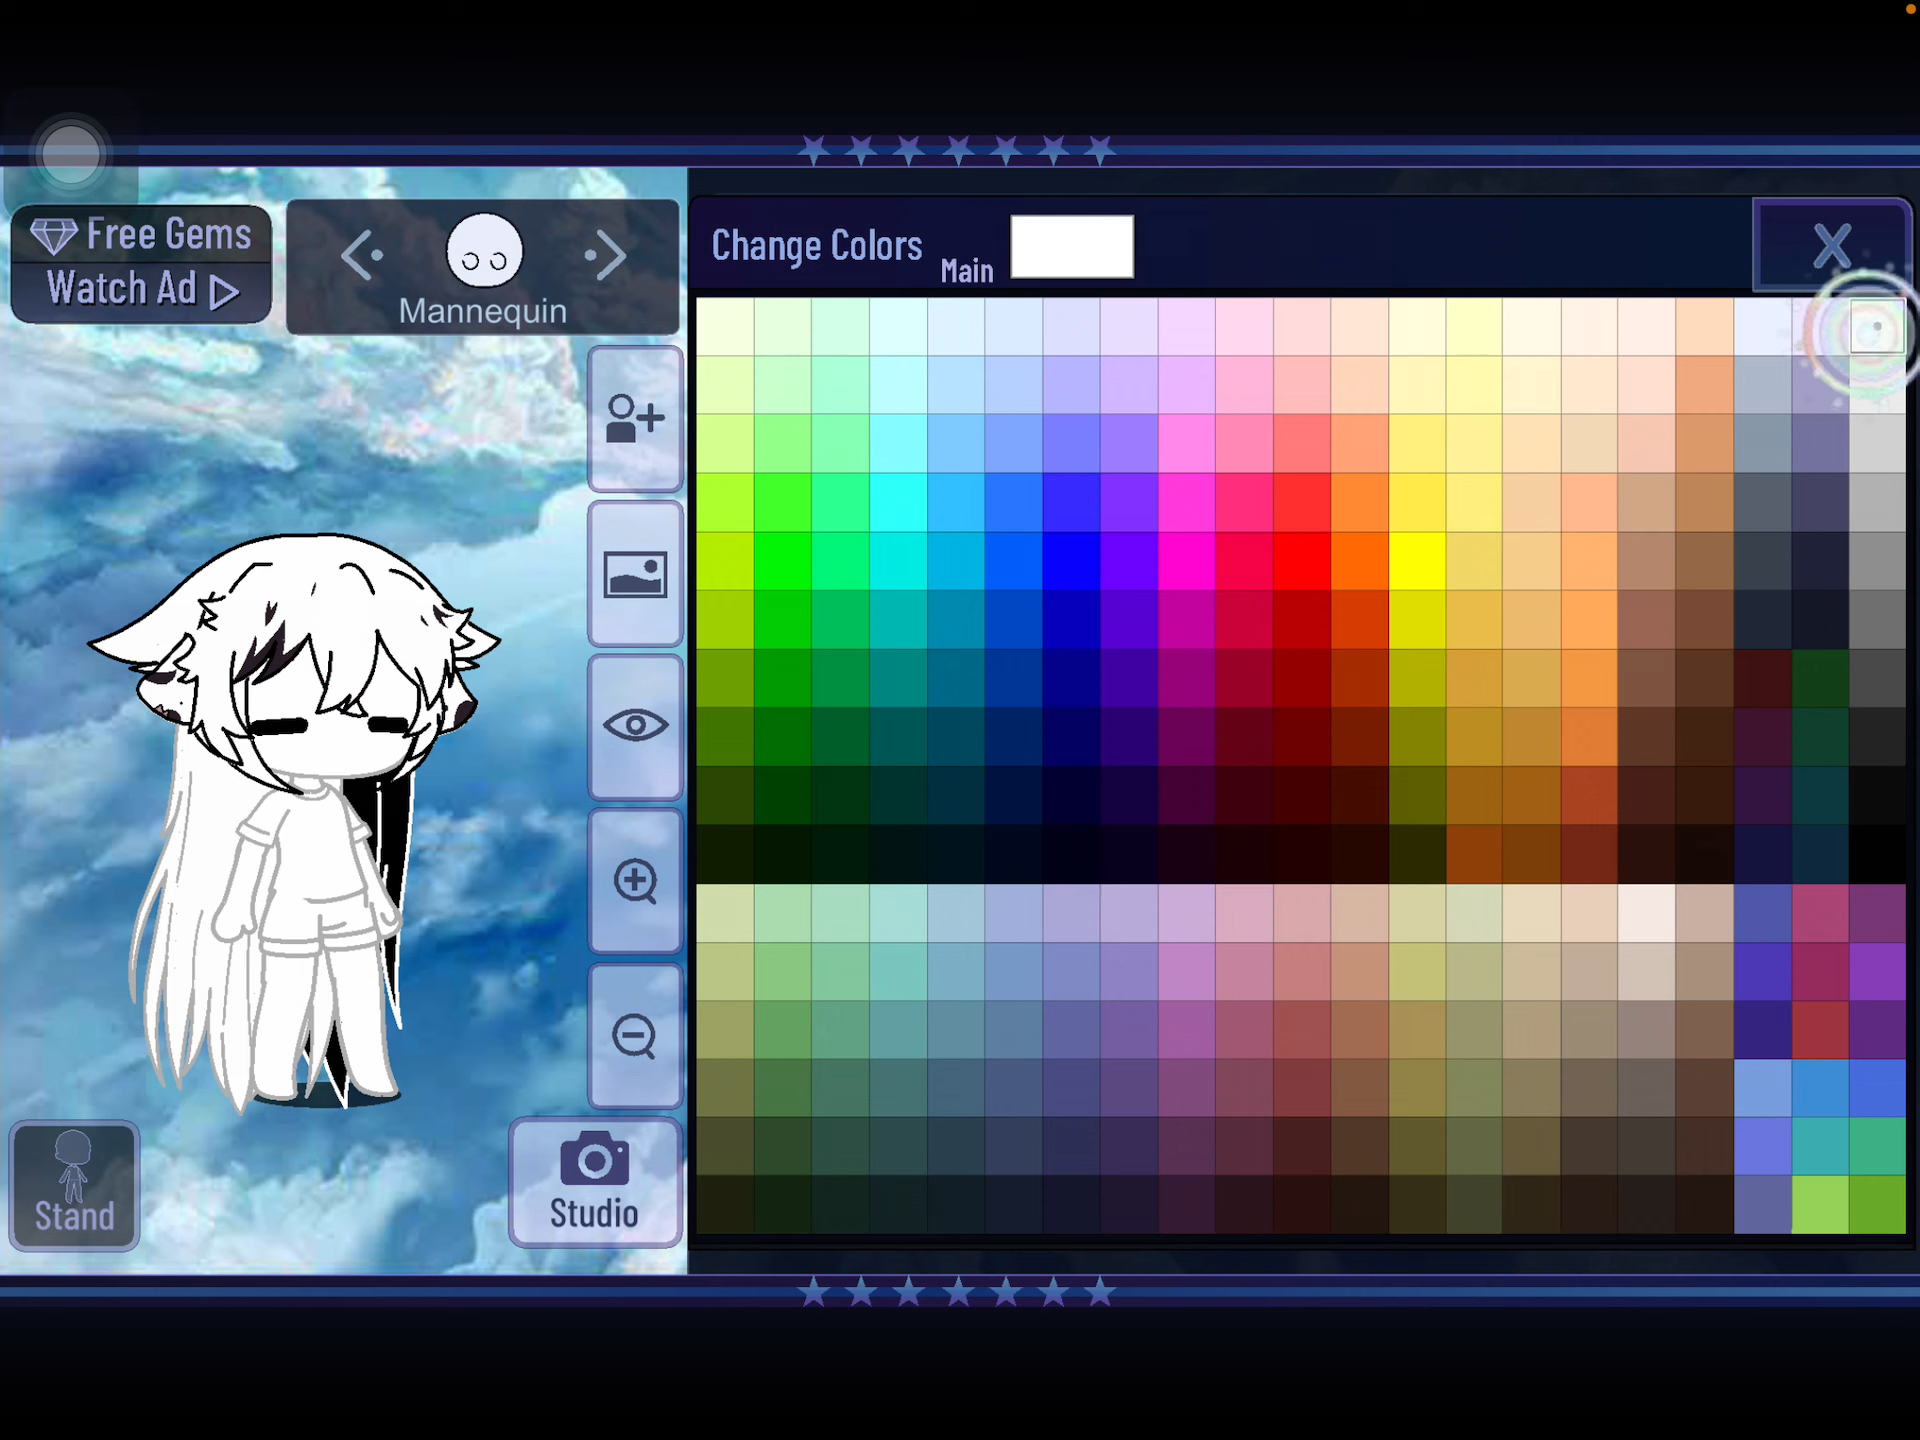 Free Gems
Watch Ad
Mannequin
Change Colors
Main
X
Stand
Studio